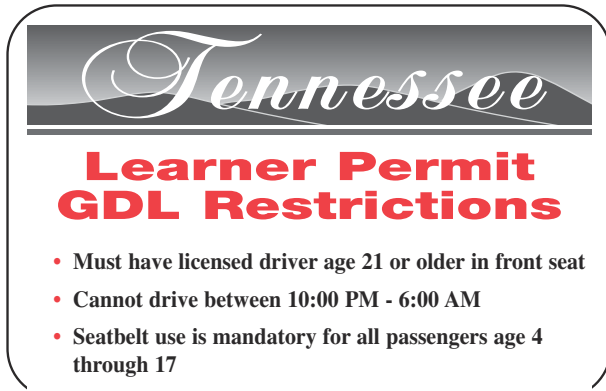 Tennessee
Learner Permit
GDL Restrictions
• Must have licensed driver age 21 or older in front seat
• Cannot drive between 10:00 PM - 6:00 AM
• Seatbelt use is mandatory for all passengers age 4
through 17